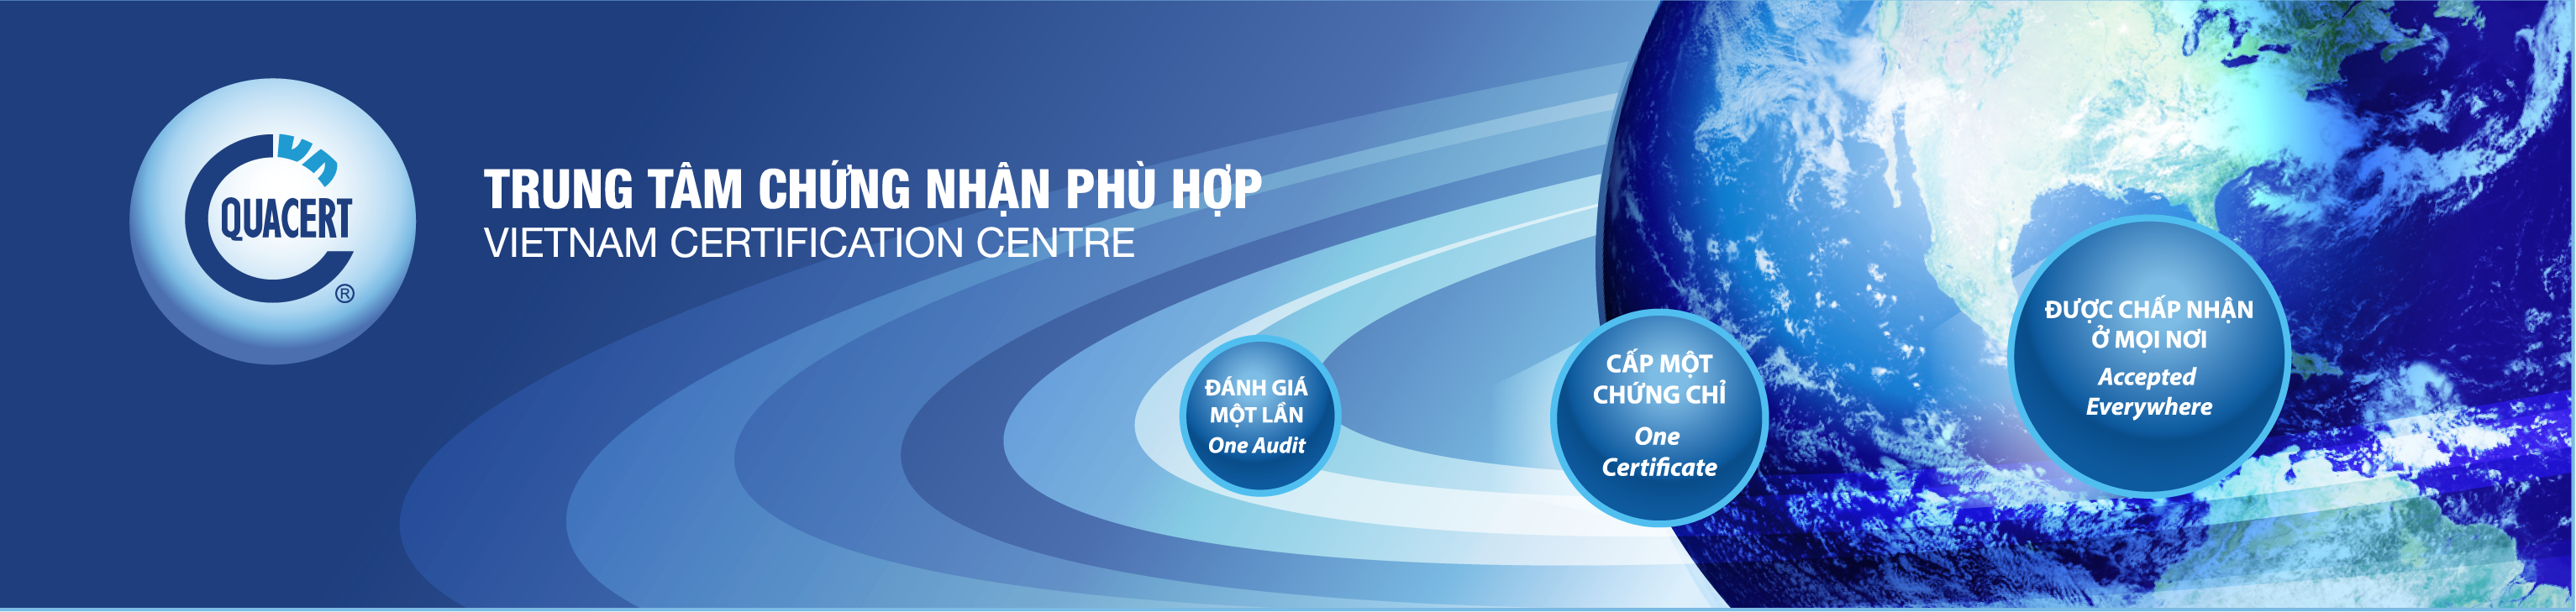 QUACERT
®
TRUNG TÂM CHỨNG NHẬN PHÙ HỢP
VIETNAM CERTIFICATION CENTRE
ĐÁNH GIÁ
MỘT LẦN
One Audit
CẤP MỘT
CHỨNG CHỈ
One
Certificate
ĐƯỢC CHẤP NHẬN
Ở MỌI NƠI
Accepted
Everywhere